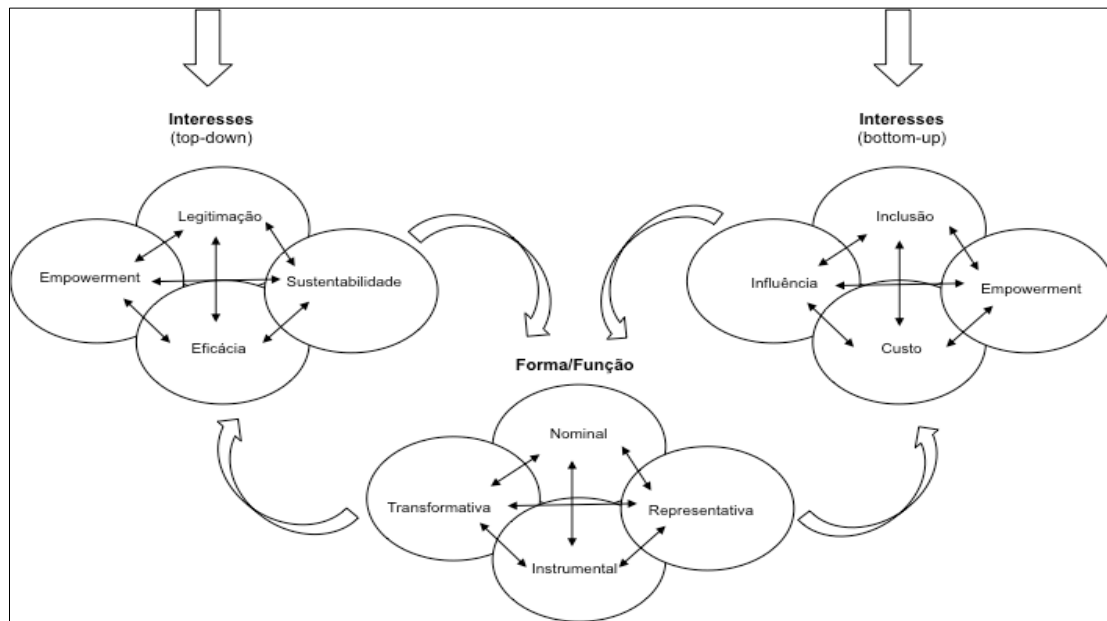 Interesses
(top-down)
Legitimação
Empowerment
Sustentabilidade
Eficácia
Interesses
(bottom-up)
Inclusão
Influência
Empowerment
Custo
Forma/Função
Nominal
Transformativa
Representativa
Instrumental